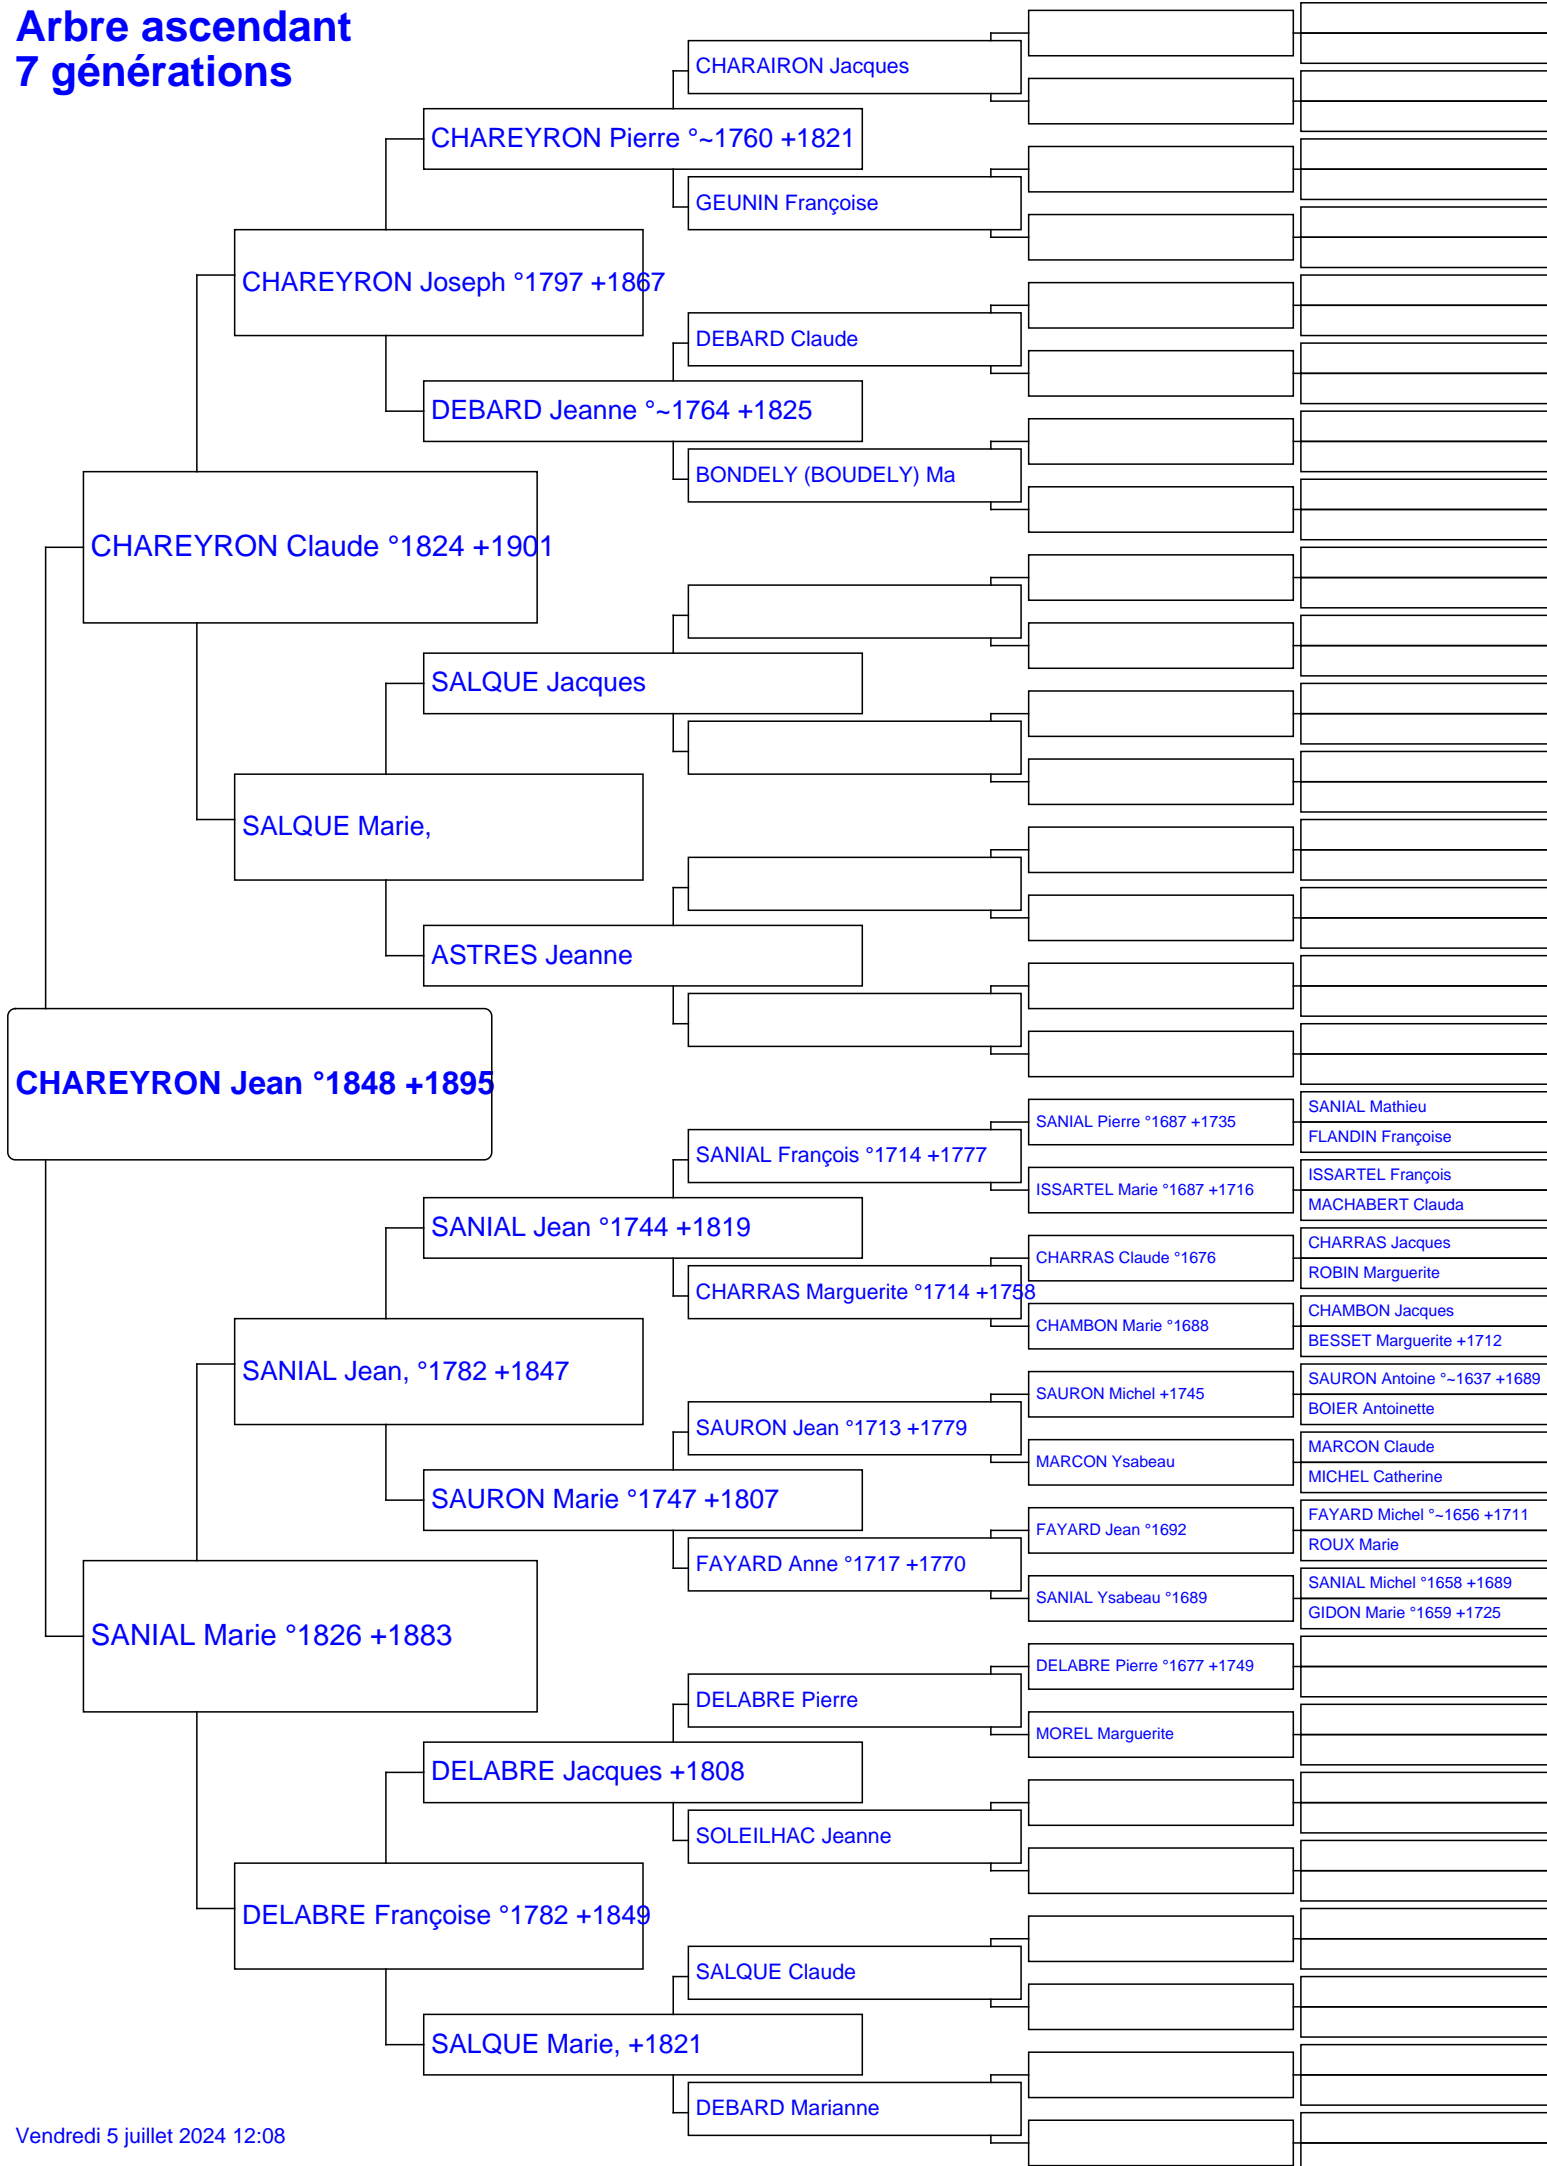 Arbre ascendant
7 générations
CHARAIRON Jacques
CHAREYRON Pierre °~1760 +1821
GEUNIN Françoise
CHAREYRON Joseph °1797 +1867
DEBARD Claude
DEBARD Jeanne °~1764 +1825
BONDELY (BOUDELY) Ma
CHAREYRON Claude °1824 +1901
SALQUE Jacques
SALQUE Marie,
ASTRES Jeanne
CHAREYRON Jean °1848 +1895
SANIAL Mathieu
SANIAL Pierre °1687 +1735
FLANDIN Françoise
SANIAL François °1714 +1777
ISSARTEL François
ISSARTEL Marie °1687 +1716
MACHABERT Clauda
SANIAL Jean °1744 +1819
CHARRAS Jacques
CHARRAS Claude °1676
ROBIN Marguerite
CHARRAS Marguerite °1714 +1758
CHAMBON Jacques
CHAMBON Marie °1688
BESSET Marguerite +1712
SANIAL Jean, °1782 +1847
SAURON Antoine °~1637 +1689
SAURON Michel +1745
BOIER Antoinette
SAURON Jean °1713 +1779
MARCON Claude
MARCON Ysabeau
MICHEL Catherine
SAURON Marie °1747 +1807
FAYARD Michel °~1656 +1711
FAYARD Jean °1692
ROUX Marie
FAYARD Anne °1717 +1770
SANIAL Michel °1658 +1689
SANIAL Ysabeau °1689
GIDON Marie °1659 +1725
SANIAL Marie °1826 +1883
DELABRE Pierre °1677 +1749
DELABRE Pierre
MOREL Marguerite
DELABRE Jacques +1808
SOLEILHAC Jeanne
DELABRE Françoise °1782 +1849
SALQUE Claude
SALQUE Marie, +1821
DEBARD Marianne
Vendredi 5 juillet 2024 12:08